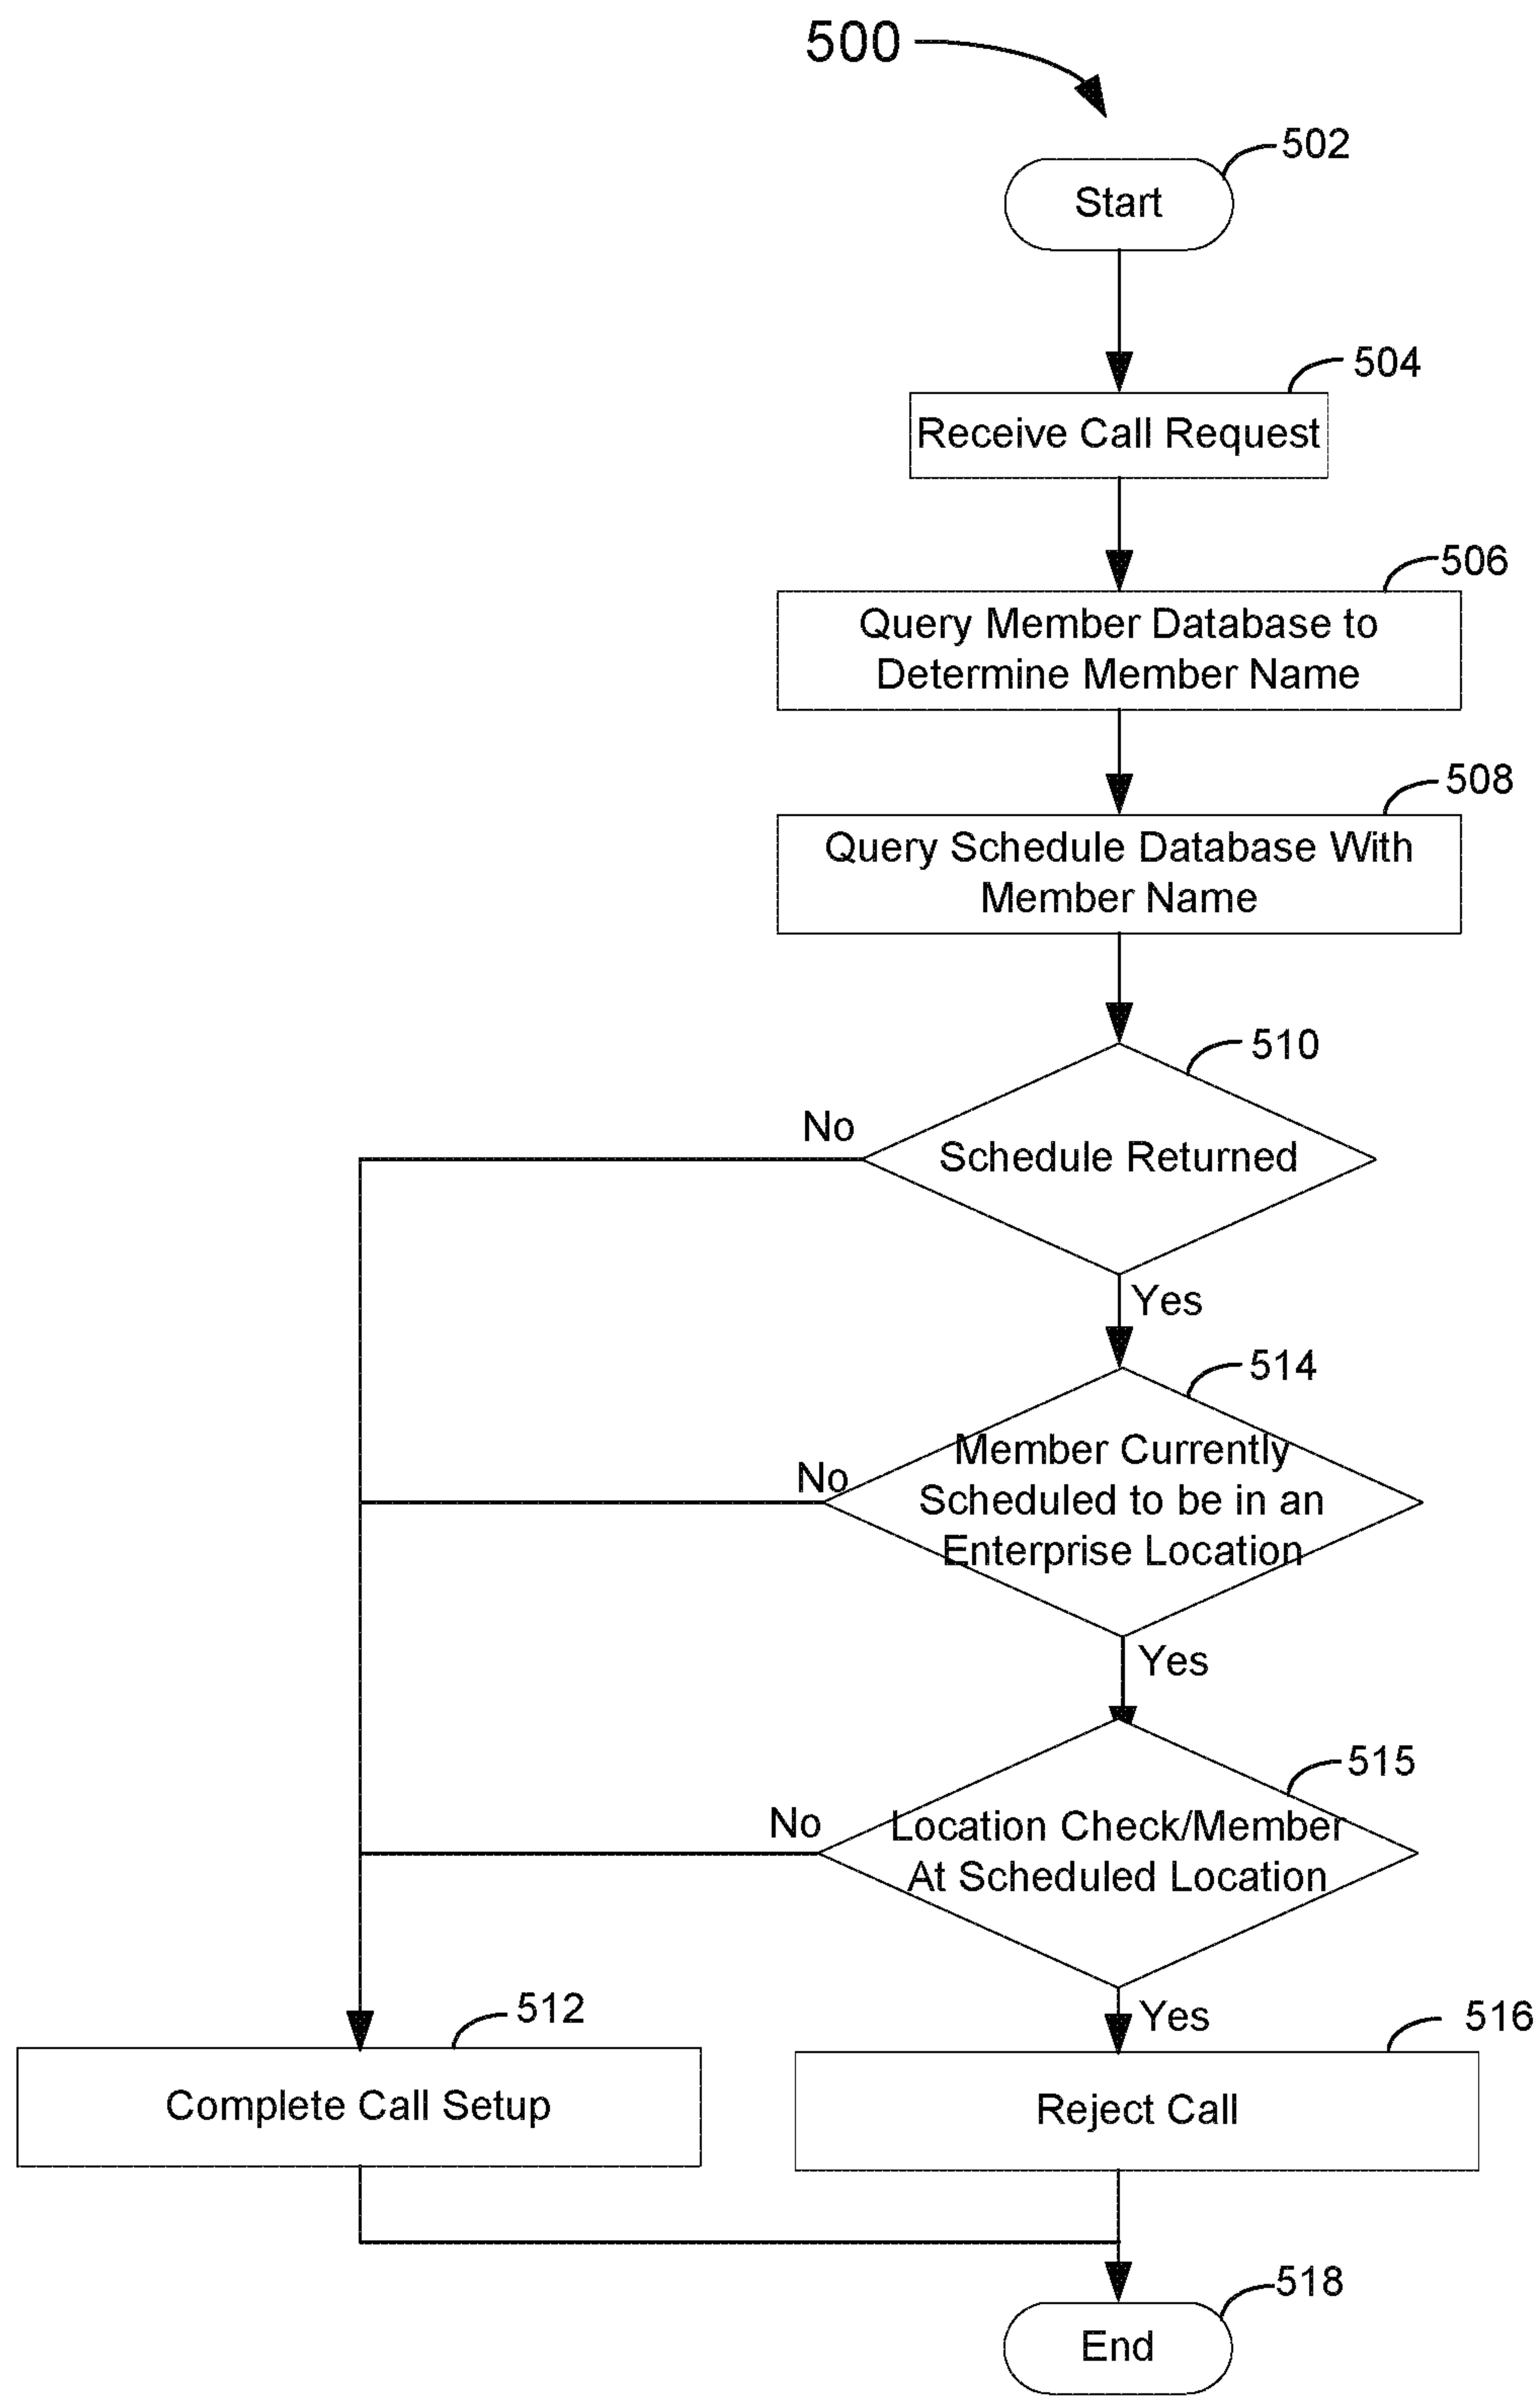 500
502
Start
504
Receive Call Request
506
Query Member Database to
Determine Member Name
508
Query Schedule Database With
Member Name
510
No
Schedule Returned
Yes
514
No
Member Currently
Scheduled to be in an
Enterprise Location
Yes
515
No
Location Check/Member
At Scheduled Location
Yes
512
516
Complete Call Setup
Reject Call
518
End